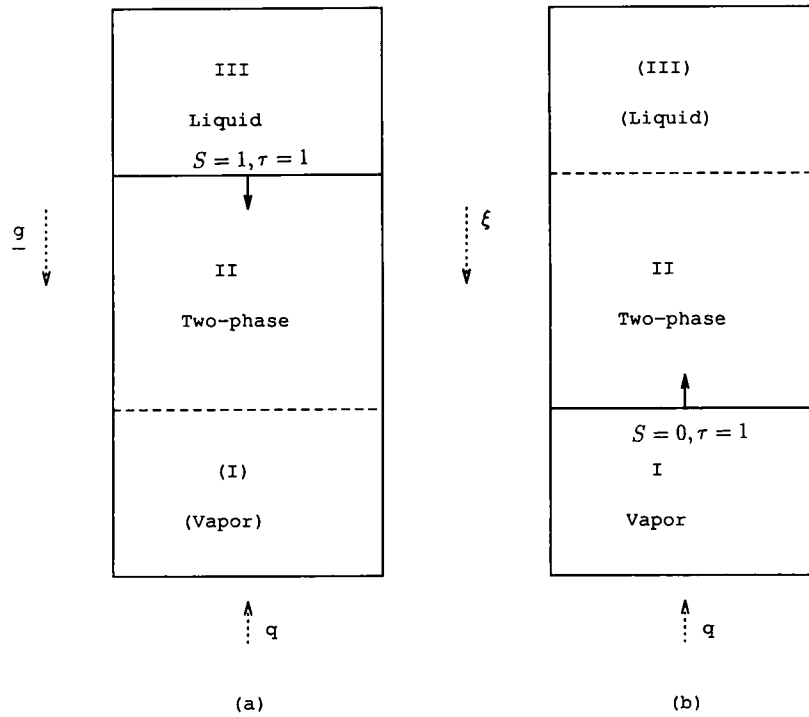 III
Liquid
S = 1, τ = 1
g
II
Two-phase
(I)
(Vapor)
q
(a)
(III)
(Liquid)
ξ
II
Two-phase
S = 0, τ = 1
I
Vapor
q
(b)